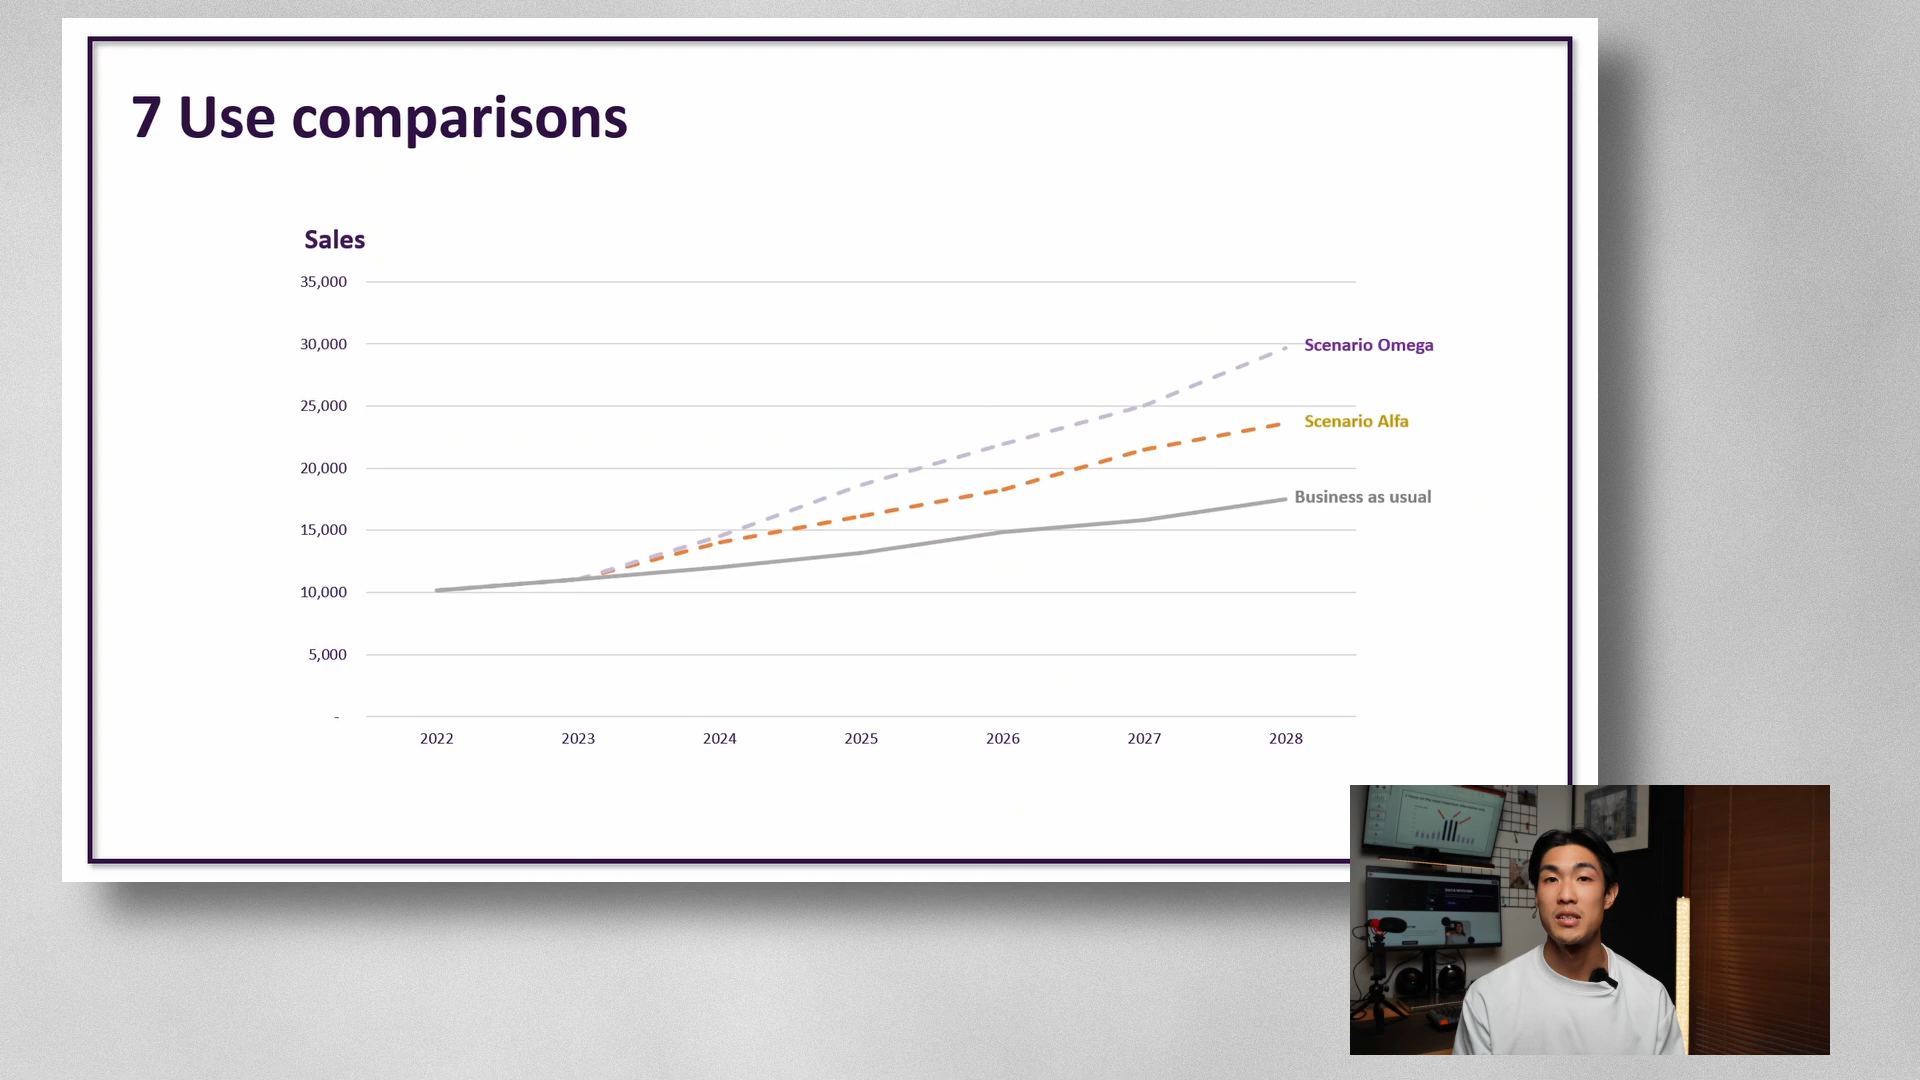 7 Use comparisons
Sales
35,000
30,000
25,000
20,000
15,000
10,000
5,000
-
Scenario Omega
Scenario Alfa
Business as usual
2022 2023 2024 2025 2026 2027 2028